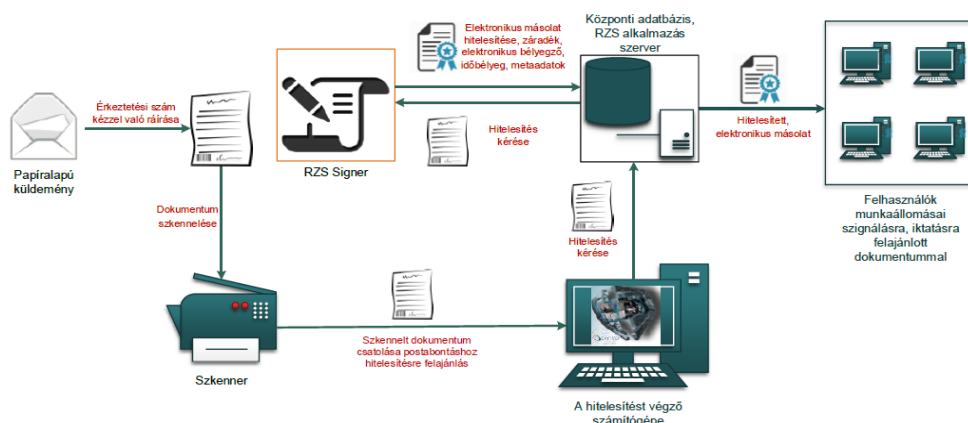 Elektronikus másolat
hitelesítése, záradék,
elektronikus bélyegző,
időbélyeg, metaadatok
Központi adatbázis,
RZS alkalmazás
szerver
Érkeztetési szám
kézzel való ráírása
Hitelesítés
kérése
Hitelesített,
elektronikus másolat
Papíralapú
küldemény
RZS Signer
Felhasználók
munkaállomásai
szignálásra, iktatásra
felajánlott
dokumentummal
Dokumentum
szkennelése
Hitelesítés
kérése
Szkennelt dokumentum
csatolása postabontáshoz
hitelesítésre felajánlás
Szkenner
A hitelesítést végző
számítógépe